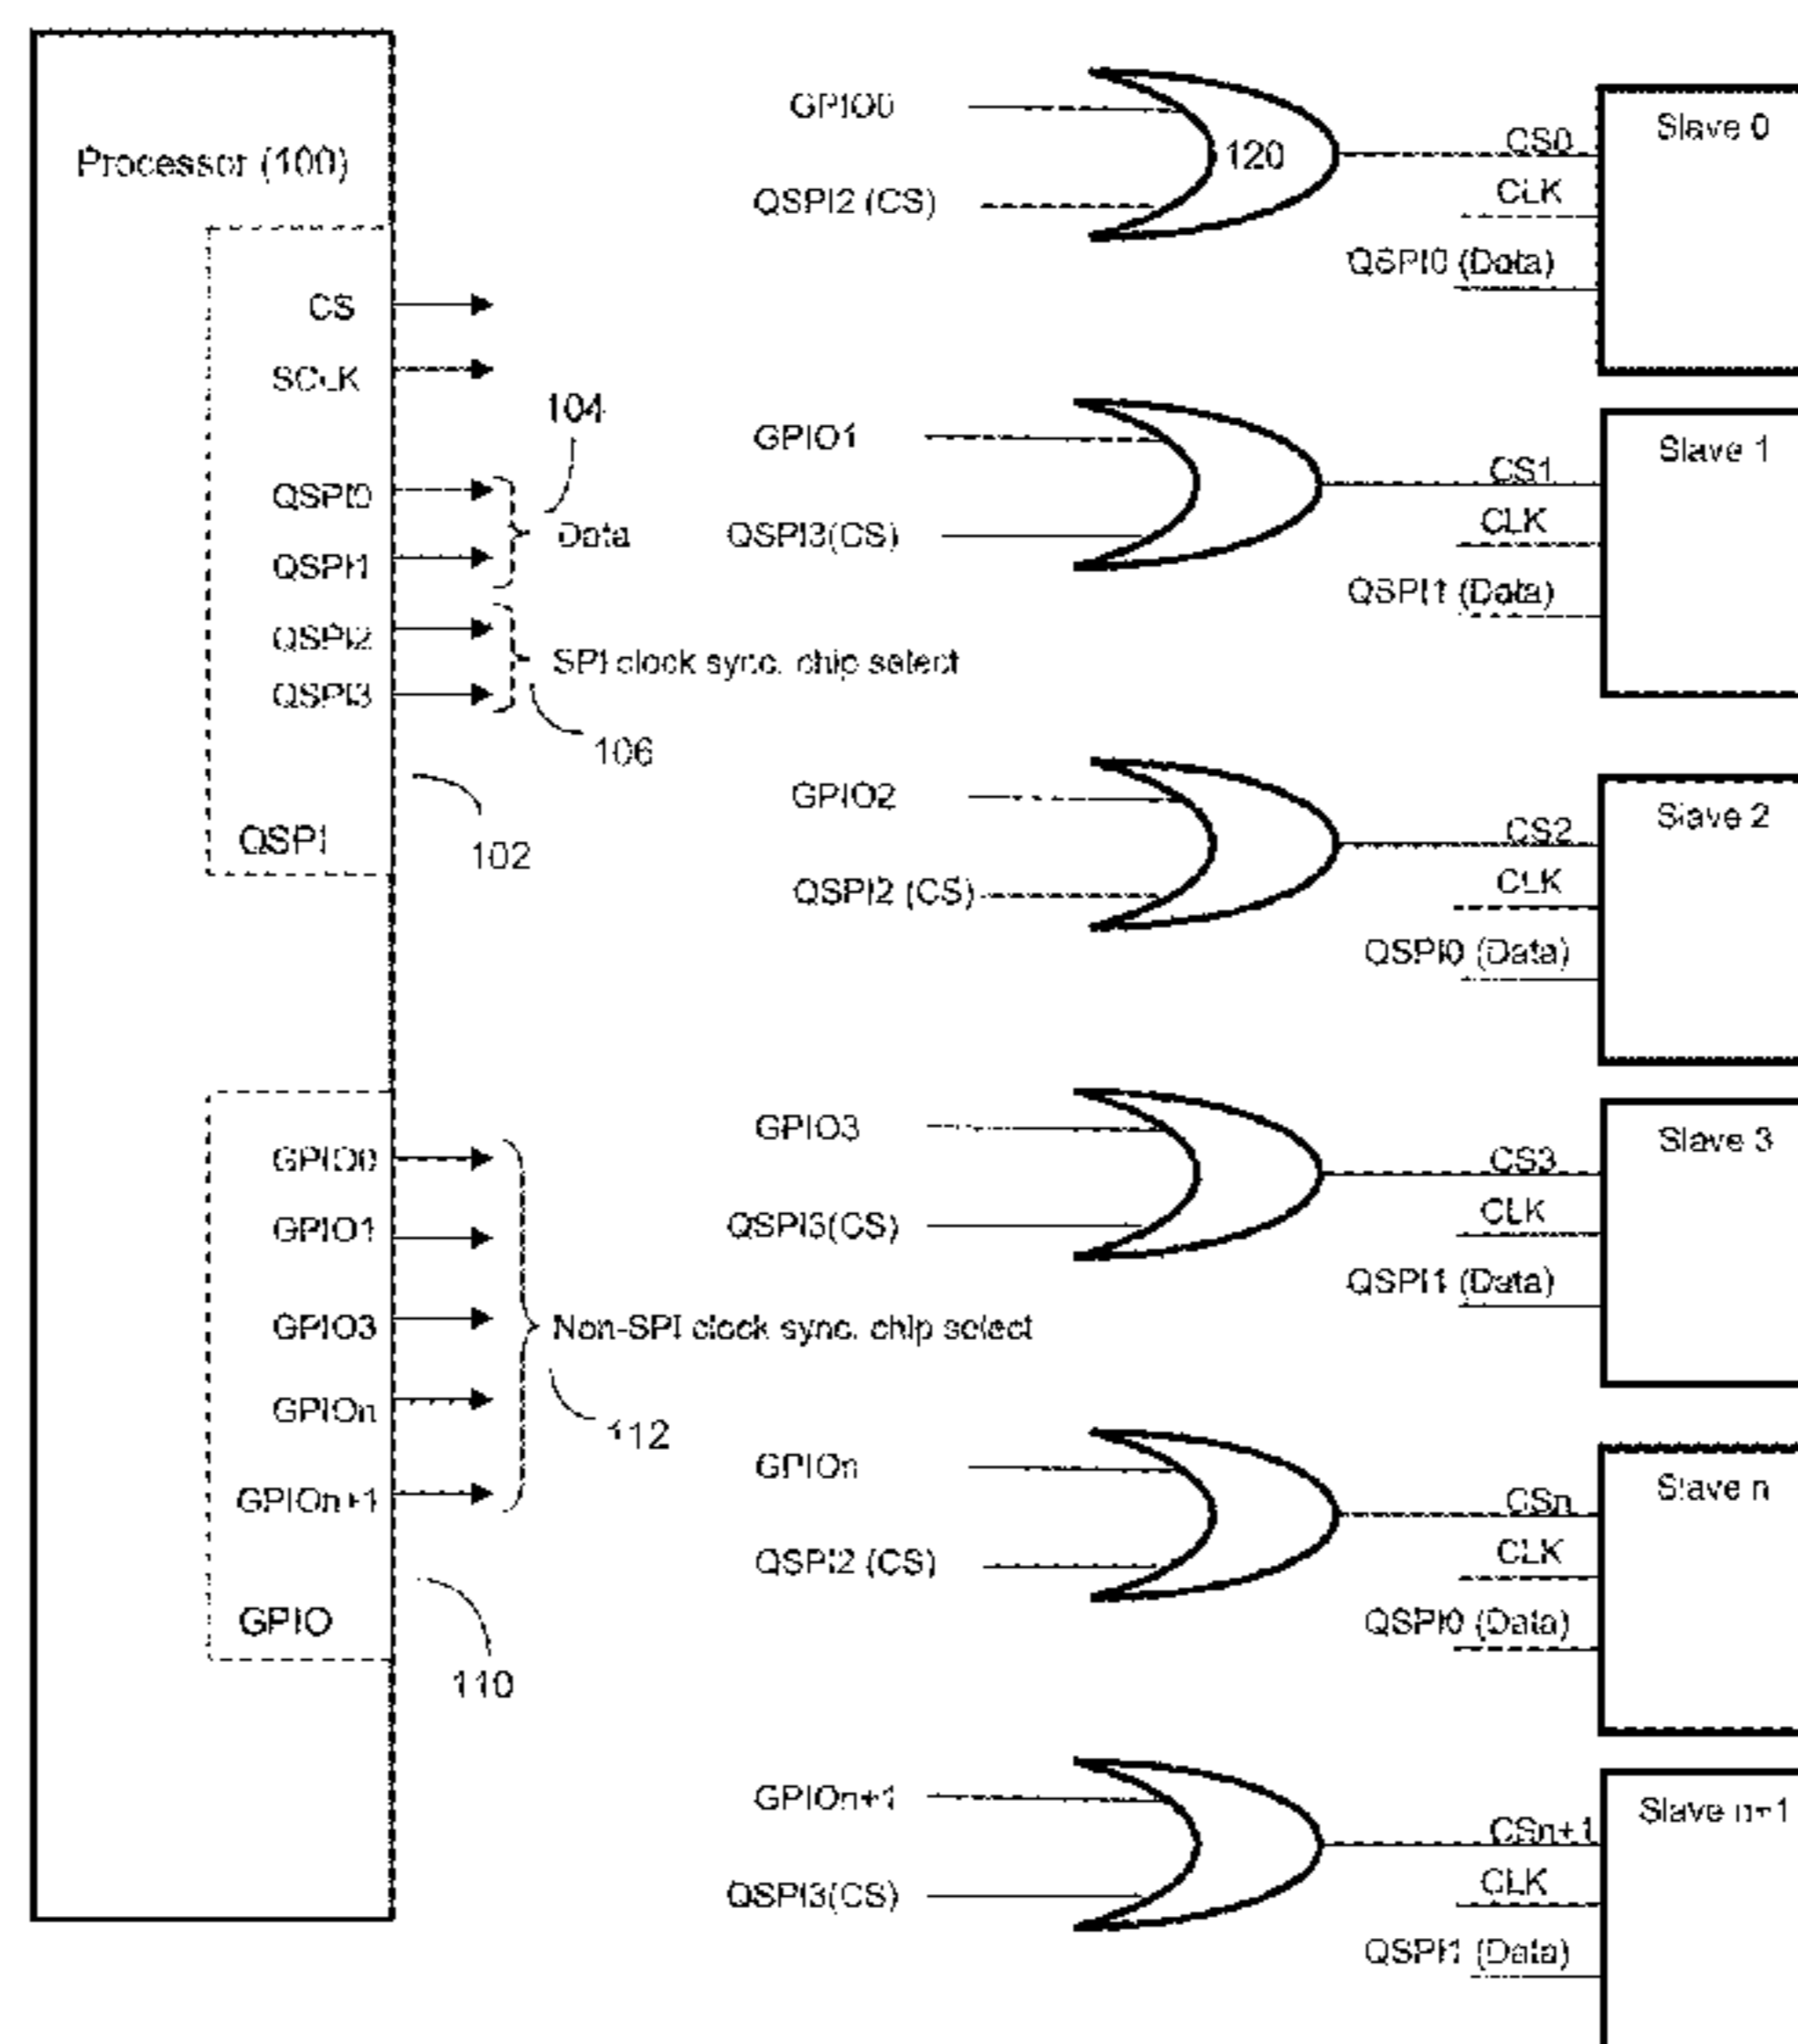 Processor (100)
CS
SCLK
104
QSPI0
QSPI1
Data
QSPI2
QSPI3
SPI clock sync. chip select
106
QSPI
102
GPIO0
GPIO1
GPIO3
GPIOn
GPIOn+1
Non-SPI clock sync. chip select
112
GPIO
110
GPIO0
QSPI2 (CS)
120
CS0
CLK
QSPI0 (Data)
Slave 0
GPIO1
QSPI3(CS)
CS1
CLK
QSPI1 (Data)
Slave 1
GPIO2
QSPI2 (CS)
CS2
CLK
QSPI0 (Data)
Slave 2
GPIO3
QSPI3(CS)
CS3
CLK
QSPI1 (Data)
Slave 3
GPIOn
QSPI2 (CS)
CSn
CLK
QSPI0 (Data)
Slave n
GPIOn+1
QSPI3(CS)
CSn+1
CLK
QSPI1 (Data)
Slave n+1